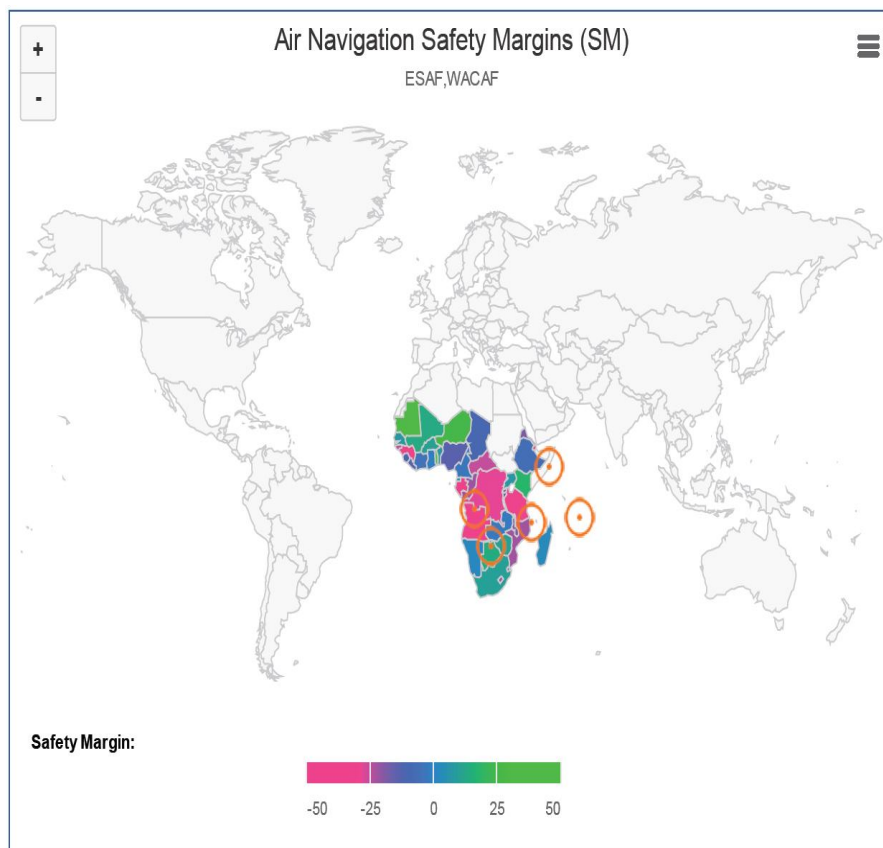 +
-
Air Navigation Safety Margins (SM)
ESAF,WACAF
Safety Margin:
-50 -25 0 25 50